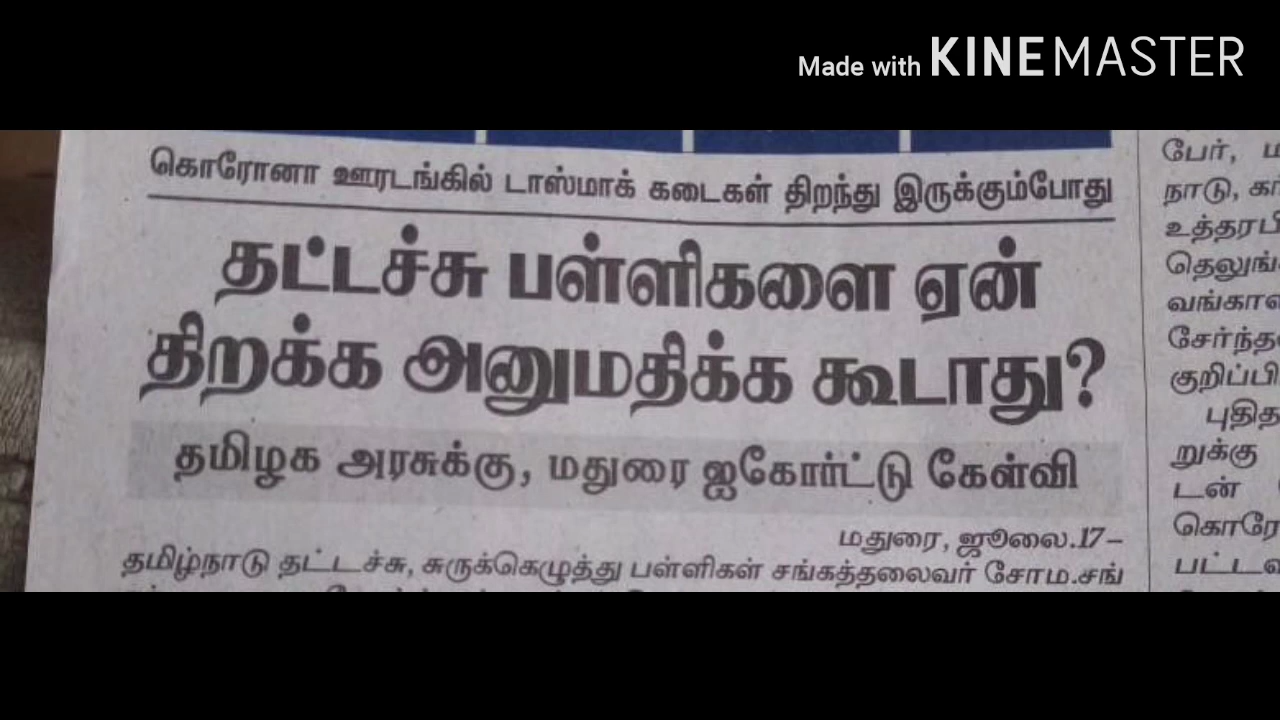 Made with KINEMASTER
கொரோனா ஊரடங்கில் டாஸ்மாக் கடைகள் திறந்து இருக்கும்போது
தட்டச்சு பள்ளிகளை ஏன்
திறக்க அனுமதிக்க கூடாது?
தமிழக அரசுக்கு, மதுரை ஐகோர்ட்டு கேள்வி
மதுரை, ஜூலை.17–
தமிழ்நாடு தட்டச்சு, சுருக்கெழுத்து பள்ளிகள் சங்கத்தலைவர் சோம.சங்
பேர்,
நாடு,
உத்தரபி
தெலுங்
வங்காள
சேர்ந்த
குறிப்பி
புதித
றுக்கு
டன்
கொரோ